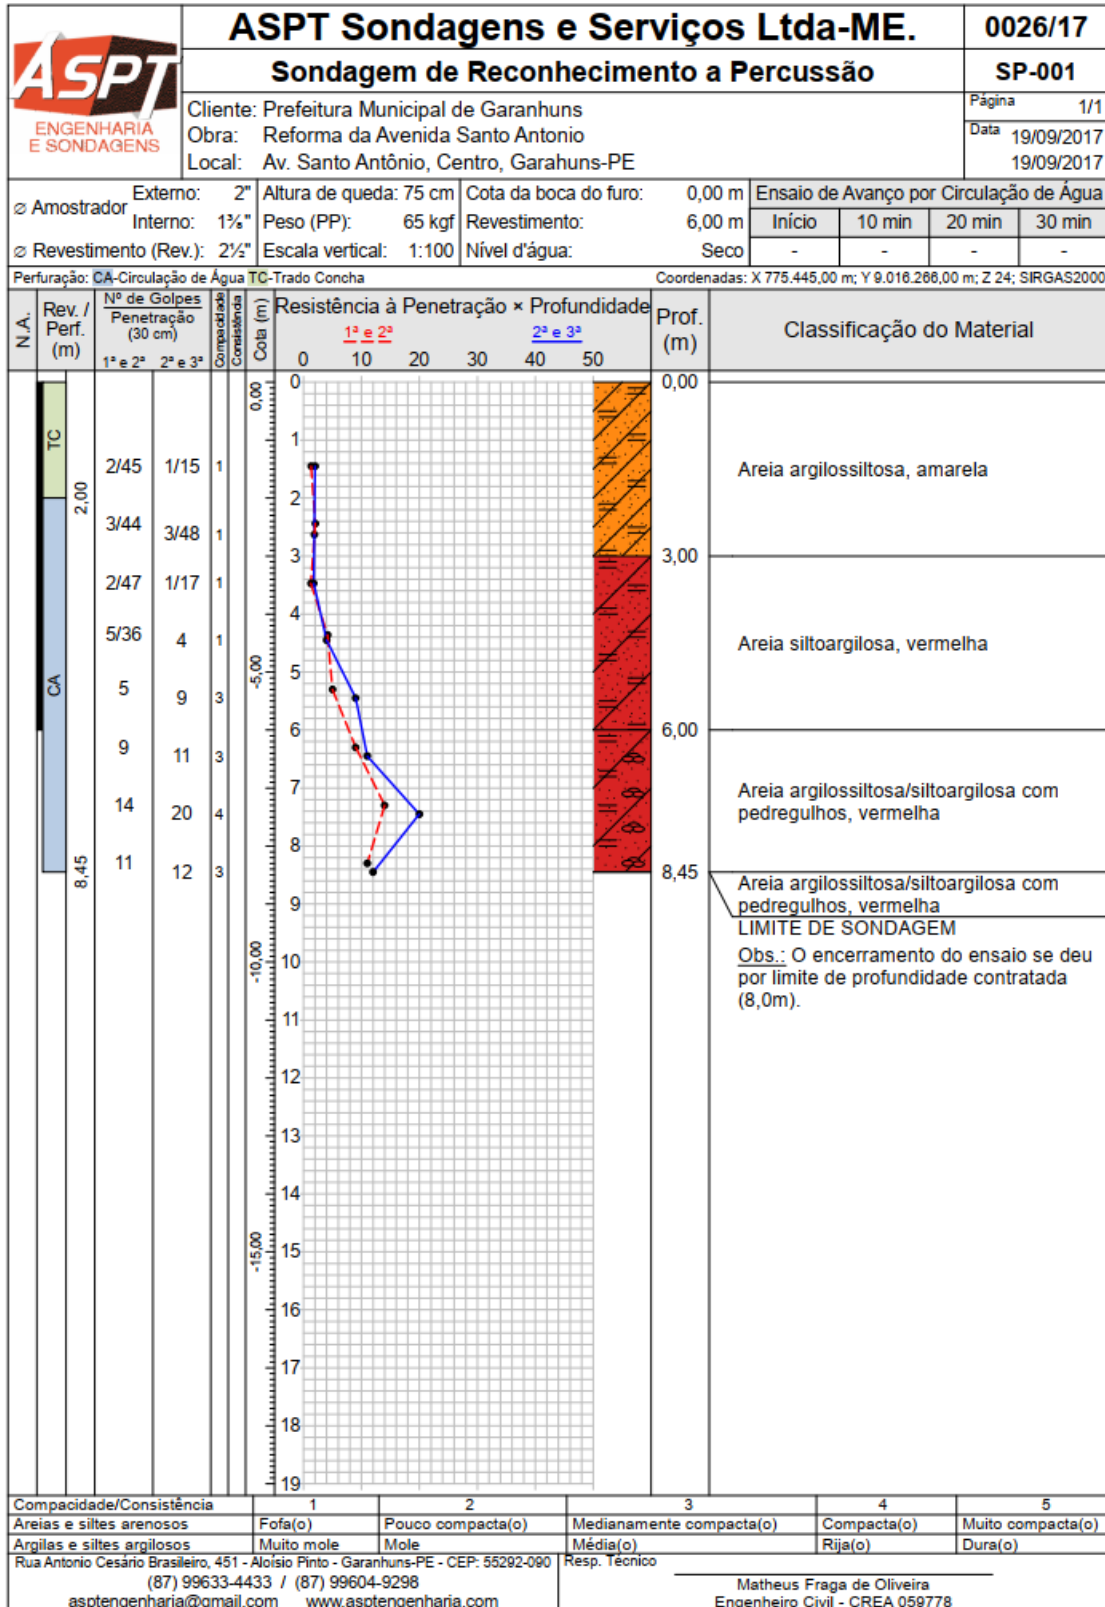 ASPT
ENGENHARIA
E SONDAGENS
ASPT Sondagens e Serviços Ltda-ME.
0026/17
Sondagem de Reconhecimento a Percussão
SP-001
Cliente: Prefeitura Municipal de Garanhuns
Obra: Reforma da Avenida Santo Antonio
Local: Av. Santo Antônio, Centro, Garahuns-PE
Página 1/1
Data 19/09/2017
19/09/2017
ø Amostrador Externo: 2"
Interno: 1⅜"
ø Revestimento (Rev.): 2½"
Altura de queda: 75 cm
Peso (PP): 65 kgf
Escala vertical: 1:100
Cota da boca do furo: 0,00 m
Revestimento: 6,00 m
Nível d'água: Seco
Ensaio de Avanço por Circulação de Água
Início 10 min 20 min 30 min
- - - -
Perfuração: CA-Circulação de Água TC-Trado Concha
Coordenadas: X 775.445,00 m; Y 9.016.266,00 m; Z 24; SIRGAS2000
N.A.
Rev. / Perf. (m)
Nº de Golpes
Penetração
(30 cm)
1ª e 2ª 2ª e 3ª
Compacidade
Consistência
Cota (m)
Resistência à Penetração × Profundidade
1ª e 2ª 2ª e 3ª
0 10 20 30 40 50
Prof.
(m)
Classificação do Material
TC
2,00
CA
8,45
2/45 1/15 1
3/44 3/48 1
2/47 1/17 1
5/36 4 1
5 9 3
9 11 3
14 20 4
11 12 3
0,00
-5,00
-10,00
-15,00
0
1
2
3
4
5
6
7
8
9
10
11
12
13
14
15
16
17
18
19
0,00
Areia argilossiltosa, amarela
3,00
Areia siltoargilosa, vermelha
6,00
Areia argilossiltosa/siltoargilosa com
pedregulhos, vermelha
8,45
Areia argilossiltosa/siltoargilosa com
pedregulhos, vermelha
LIMITE DE SONDAGEM
Obs.: O encerramento do ensaio se deu
por limite de profundidade contratada
(8,0m).
Compacidade/Consistência 1 2 3 4 5
Areias e siltes arenosos Fofa(o) Pouco compacta(o) Medianamente compacta(o) Compacta(o) Muito compacta(o)
Argilas e siltes argilosos Muito mole Mole Média(o) Rija(o) Dura(o)
Rua Antonio Cesário Brasileiro, 451 - Aloísio Pinto - Garanhuns-PE - CEP: 55292-090
(87) 99633-4433 / (87) 99604-9298
asptengenharia@gmail.com www.asptengenharia.com
Resp. Técnico
Matheus Fraga de Oliveira
Engenheiro Civil - CREA 059778